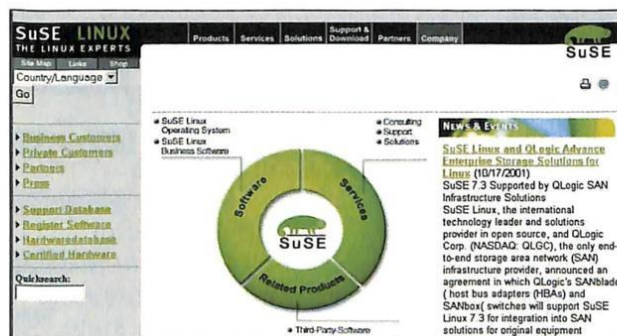 SuSE LINUX
THE LINUX EXPERTS
Site Map Links Shop
Products Services Solutions Support & Download Partners Company
SuSE
Country/Language
Go
Business Customers
Private Customers
Partners
Press
Support Database
Register Software
Hardwaredatabase
Certified Hardware
Quicksearch:
SuSE Linux
Operating System
SuSE Linux
Business Software
Consulting
Support
Solutions
Software
Services
SuSE
Related Products
Third-Party-Software
NEWS & EVENTS
SuSE Linux and QLogic Advance
Enterprise Storage Solutions for
Linux (10/17/2001)
SuSE 7.3 Supported by QLogic SAN
Infrastructure Solutions
SuSE Linux, the international
technology leader and solutions
provider in open source, and QLogic
Corp. (NASDAQ: QLGC), the only end-
to-end storage area network (SAN)
infrastructure provider, announced an
agreement in which QLogic's SANblade
( host bus adapters (HBAs) and
SANbox( switches will support SuSE
Linux 7.3 for integration into SAN
solutions for original equipment